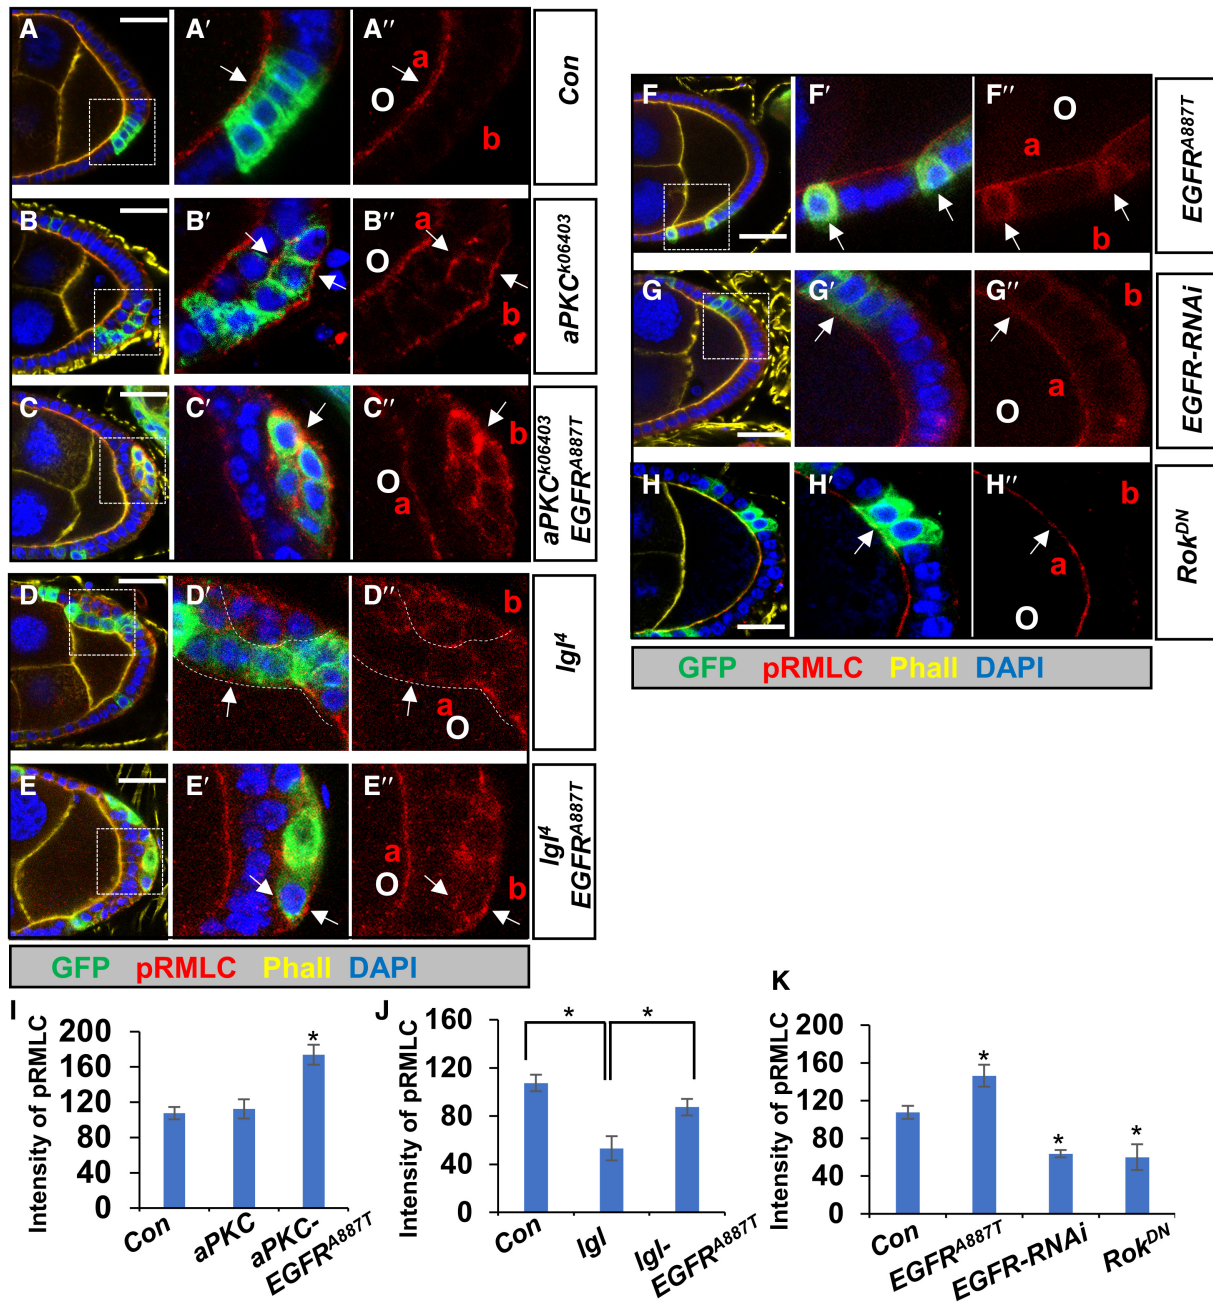 A A′ A″ a O b Con
B B′ B″ a O b aPKCk06403
C C′ C″ b O a aPKCk06403 EGFRA887T
D D′ D″ b a O lgl4
E E′ E″ a O b lgl4 EGFRA887T
GFP pRMLC Phall DAPI
F F′ F″ O a b EGFRA887T
G G′ G″ b a O EGFR-RNAi
H H′ H″ b a O RokDN
GFP pRMLC Phall DAPI
I
Intensity of pRMLC
200
160
120
80
40
0
*
Con aPKC aPKC-EGFRA887T
J
Intensity of pRMLC
160
120
80
40
0
* *
Con lgl lgl-EGFRA887T
K
Intensity of pRMLC
200
160
120
80
40
0
* * *
Con EGFRA887T EGFR-RNAi RokDN